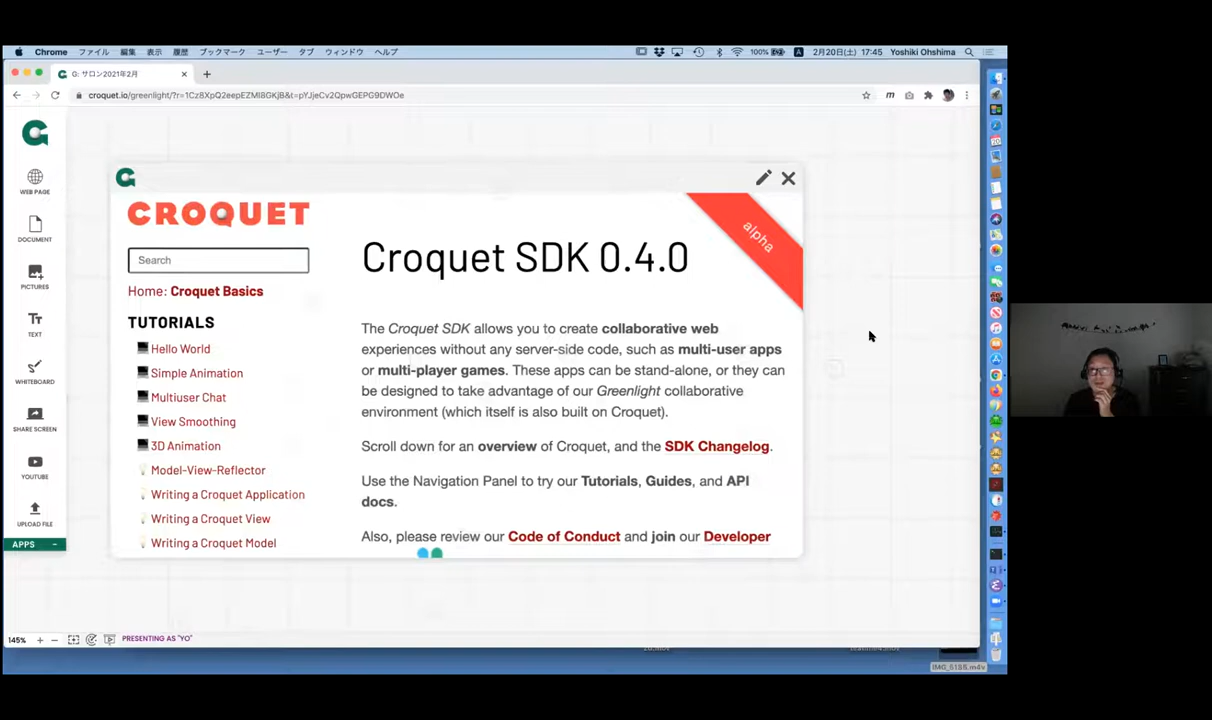 Chrome ファイル 編集 表示 履歴 ブックマーク ユーザー タブ ウィンドウ ヘルプ 100% A 2月20日(土) 17:45 Yoshiki Ohshima
G: サロン2021年2月
croquet.io/greenlight/?r=1Cz8XpQ2eepEZMI8GKjB&t=pYJjeCv2QpwGEPG9DWOe
WEB PAGE
DOCUMENT
PICTURES
TEXT
WHITEBOARD
SHARE SCREEN
YOUTUBE
UPLOAD FILE
APPS
CROQUET
Search
Home: Croquet Basics
TUTORIALS
Hello World
Simple Animation
Multiuser Chat
View Smoothing
3D Animation
Model-View-Reflector
Writing a Croquet Application
Writing a Croquet View
Writing a Croquet Model
alpha
Croquet SDK 0.4.0
The Croquet SDK allows you to create collaborative web
experiences without any server-side code, such as multi-user apps
or multi-player games. These apps can be stand-alone, or they can
be designed to take advantage of our Greenlight collaborative
environment (which itself is also built on Croquet).
Scroll down for an overview of Croquet, and the SDK Changelog.
Use the Navigation Panel to try our Tutorials, Guides, and API
docs.
Also, please review our Code of Conduct and join our Developer
145% + − PRESENTING AS "YO"
IMG_5155.m4v